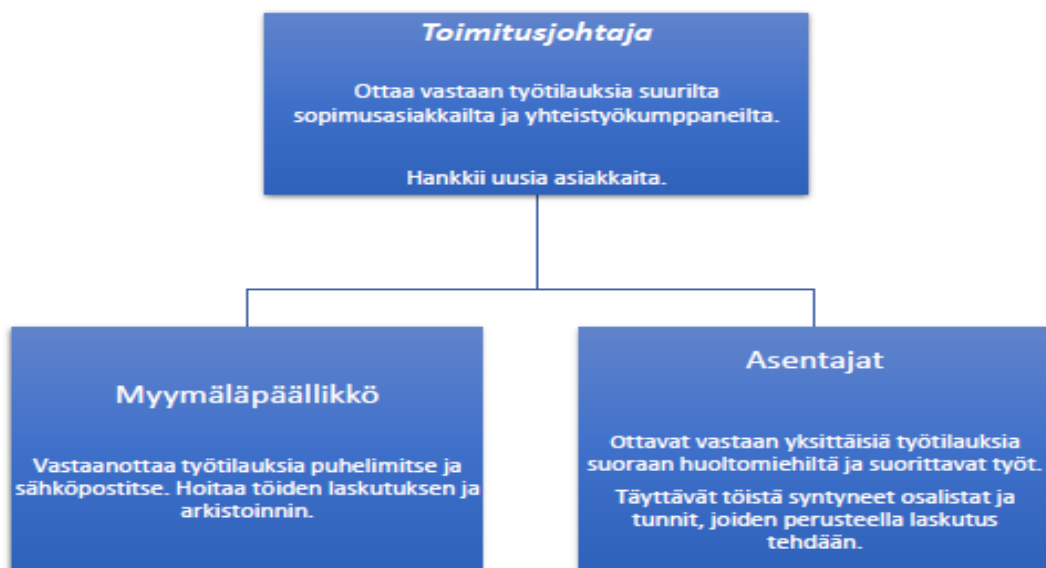 Toimitusjohtaja
Ottaa vastaan työtilauksia suurilta
sopimusasiakkailta ja yhteistyökumppaneilta.
Hankkii uusia asiakkaita.
Myymäläpäällikkö
Vastaanottaa työtilauksia puhelimitse ja
sähköpostitse. Hoitaa töiden laskutuksen ja
arkistoinnin.
Asentajat
Ottavat vastaan yksittäisiä työtilauksia
suoraan huoltomiehiltä ja suorittavat työt.
Täyttävät töistä syntyneet osalistat ja
tunnit, joiden perusteella laskutus
tehdään.